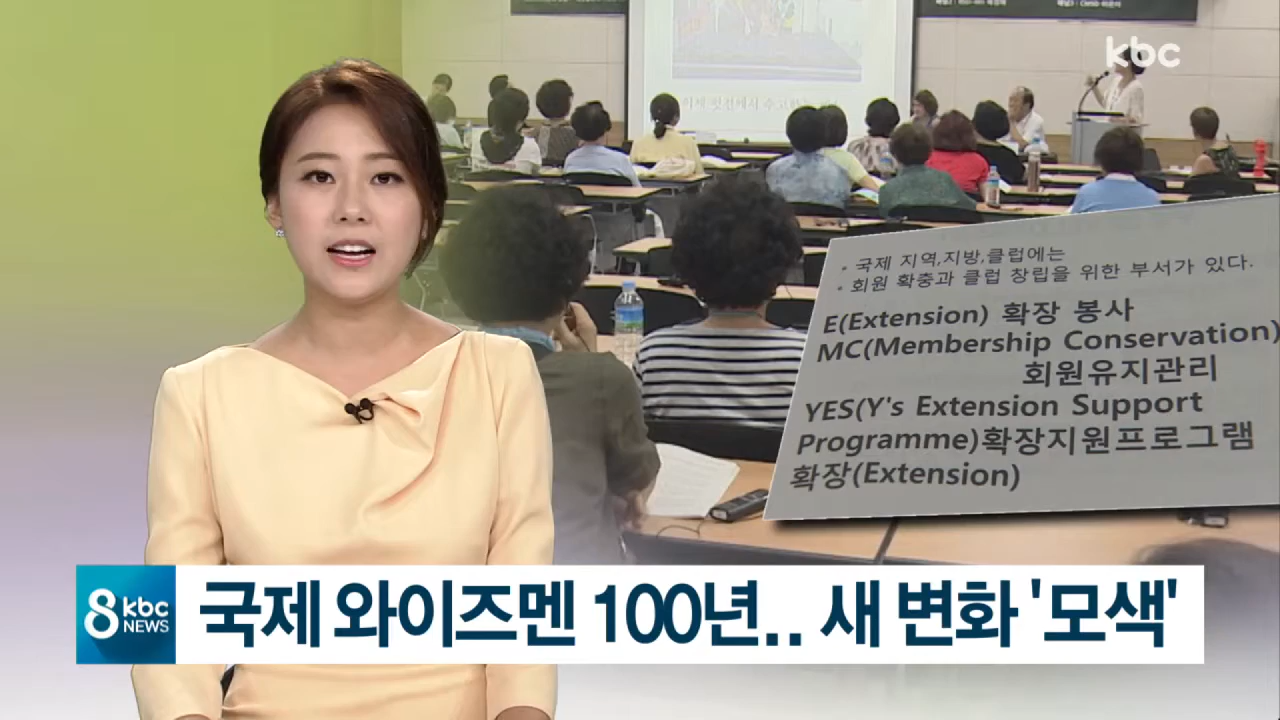 kbc
• 국제 지역,지방,클럽에는
• 회원 확충과 클럽 창립을 위한 부서가 있다.
E(Extension) 확장 봉사
MC(Membership Conservation)
회원유지관리
YES(Y's Extension Support
Programme)확장지원프로그램
확장(Extension)
8 kbc NEWS
국제 와이즈멘 100년.. 새 변화 '모색'